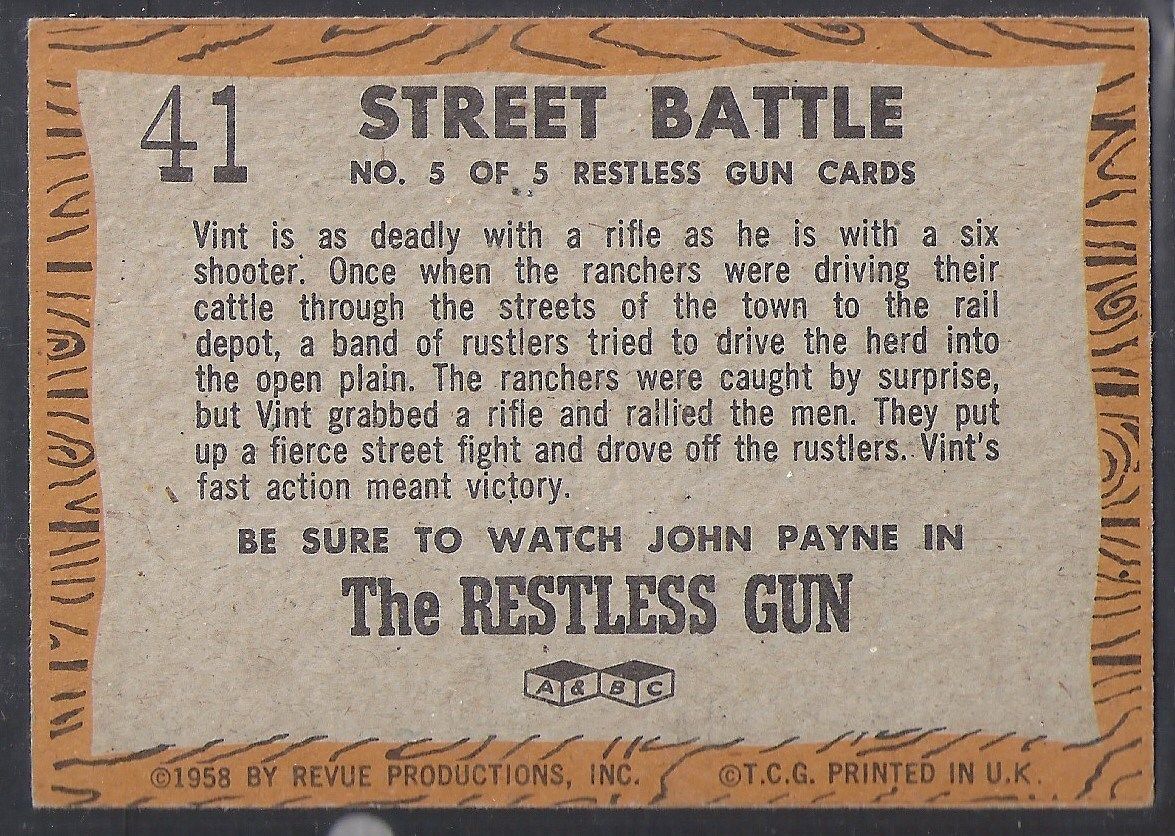 41
STREET BATTLE
NO. 5 OF 5 RESTLESS GUN CARDS
Vint is as deadly with a rifle as he is with a six
shooter. Once when the ranchers were driving their
cattle through the streets of the town to the rail
depot, a band of rustlers tried to drive the herd into
the open plain. The ranchers were caught by surprise,
but Vint grabbed a rifle and rallied the men. They put
up a fierce street fight and drove off the rustlers. Vint's
fast action meant victory.
BE SURE TO WATCH JOHN PAYNE IN
The RESTLESS GUN
A & B C
©1958 BY REVUE PRODUCTIONS, INC. ©T.C.G. PRINTED IN U.K.